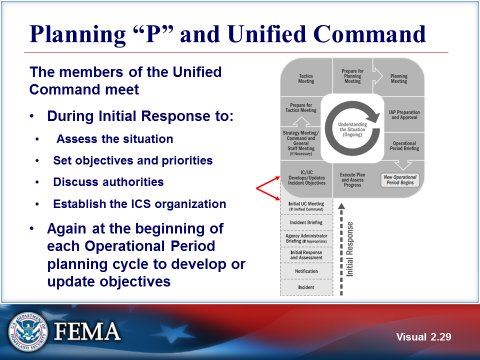 Planning “P” and Unified Command
The members of the Unified
Command meet
• During Initial Response to:
• Assess the situation
• Set objectives and priorities
• Discuss authorities
• Establish the ICS organization
• Again at the beginning of
each Operational Period
planning cycle to develop or
update objectives
Tactics
Meeting
Prepare for
Planning
Meeting
Planning
Meeting
Prepare for
Tactics Meeting
IAP Preparation
and Approval
Understanding
the Situation
(Ongoing)
Strategy Meeting/
Command and
General
Staff Meeting
(If Necessary)
Operational
Period Briefing
IC/UC
Develops/Updates
Incident Objectives
Execute Plan
and Assess
Progress
New Operational
Period Begins
Initial UC Meeting
(If Unified Command)
Incident Briefing
Agency Administrator
Briefing (If Appropriate)
Initial Response
and Assessment
Notification
Incident
Initial Response
FEMA
Visual 2.29